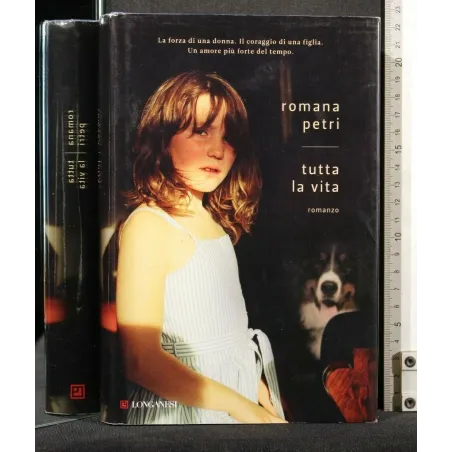 La forza di una donna. Il coraggio di una figlia.
Un amore più forte del tempo.
romana
petri
tutta
la vita
romanzo
LONGANESI
romana petri
tutta la vita